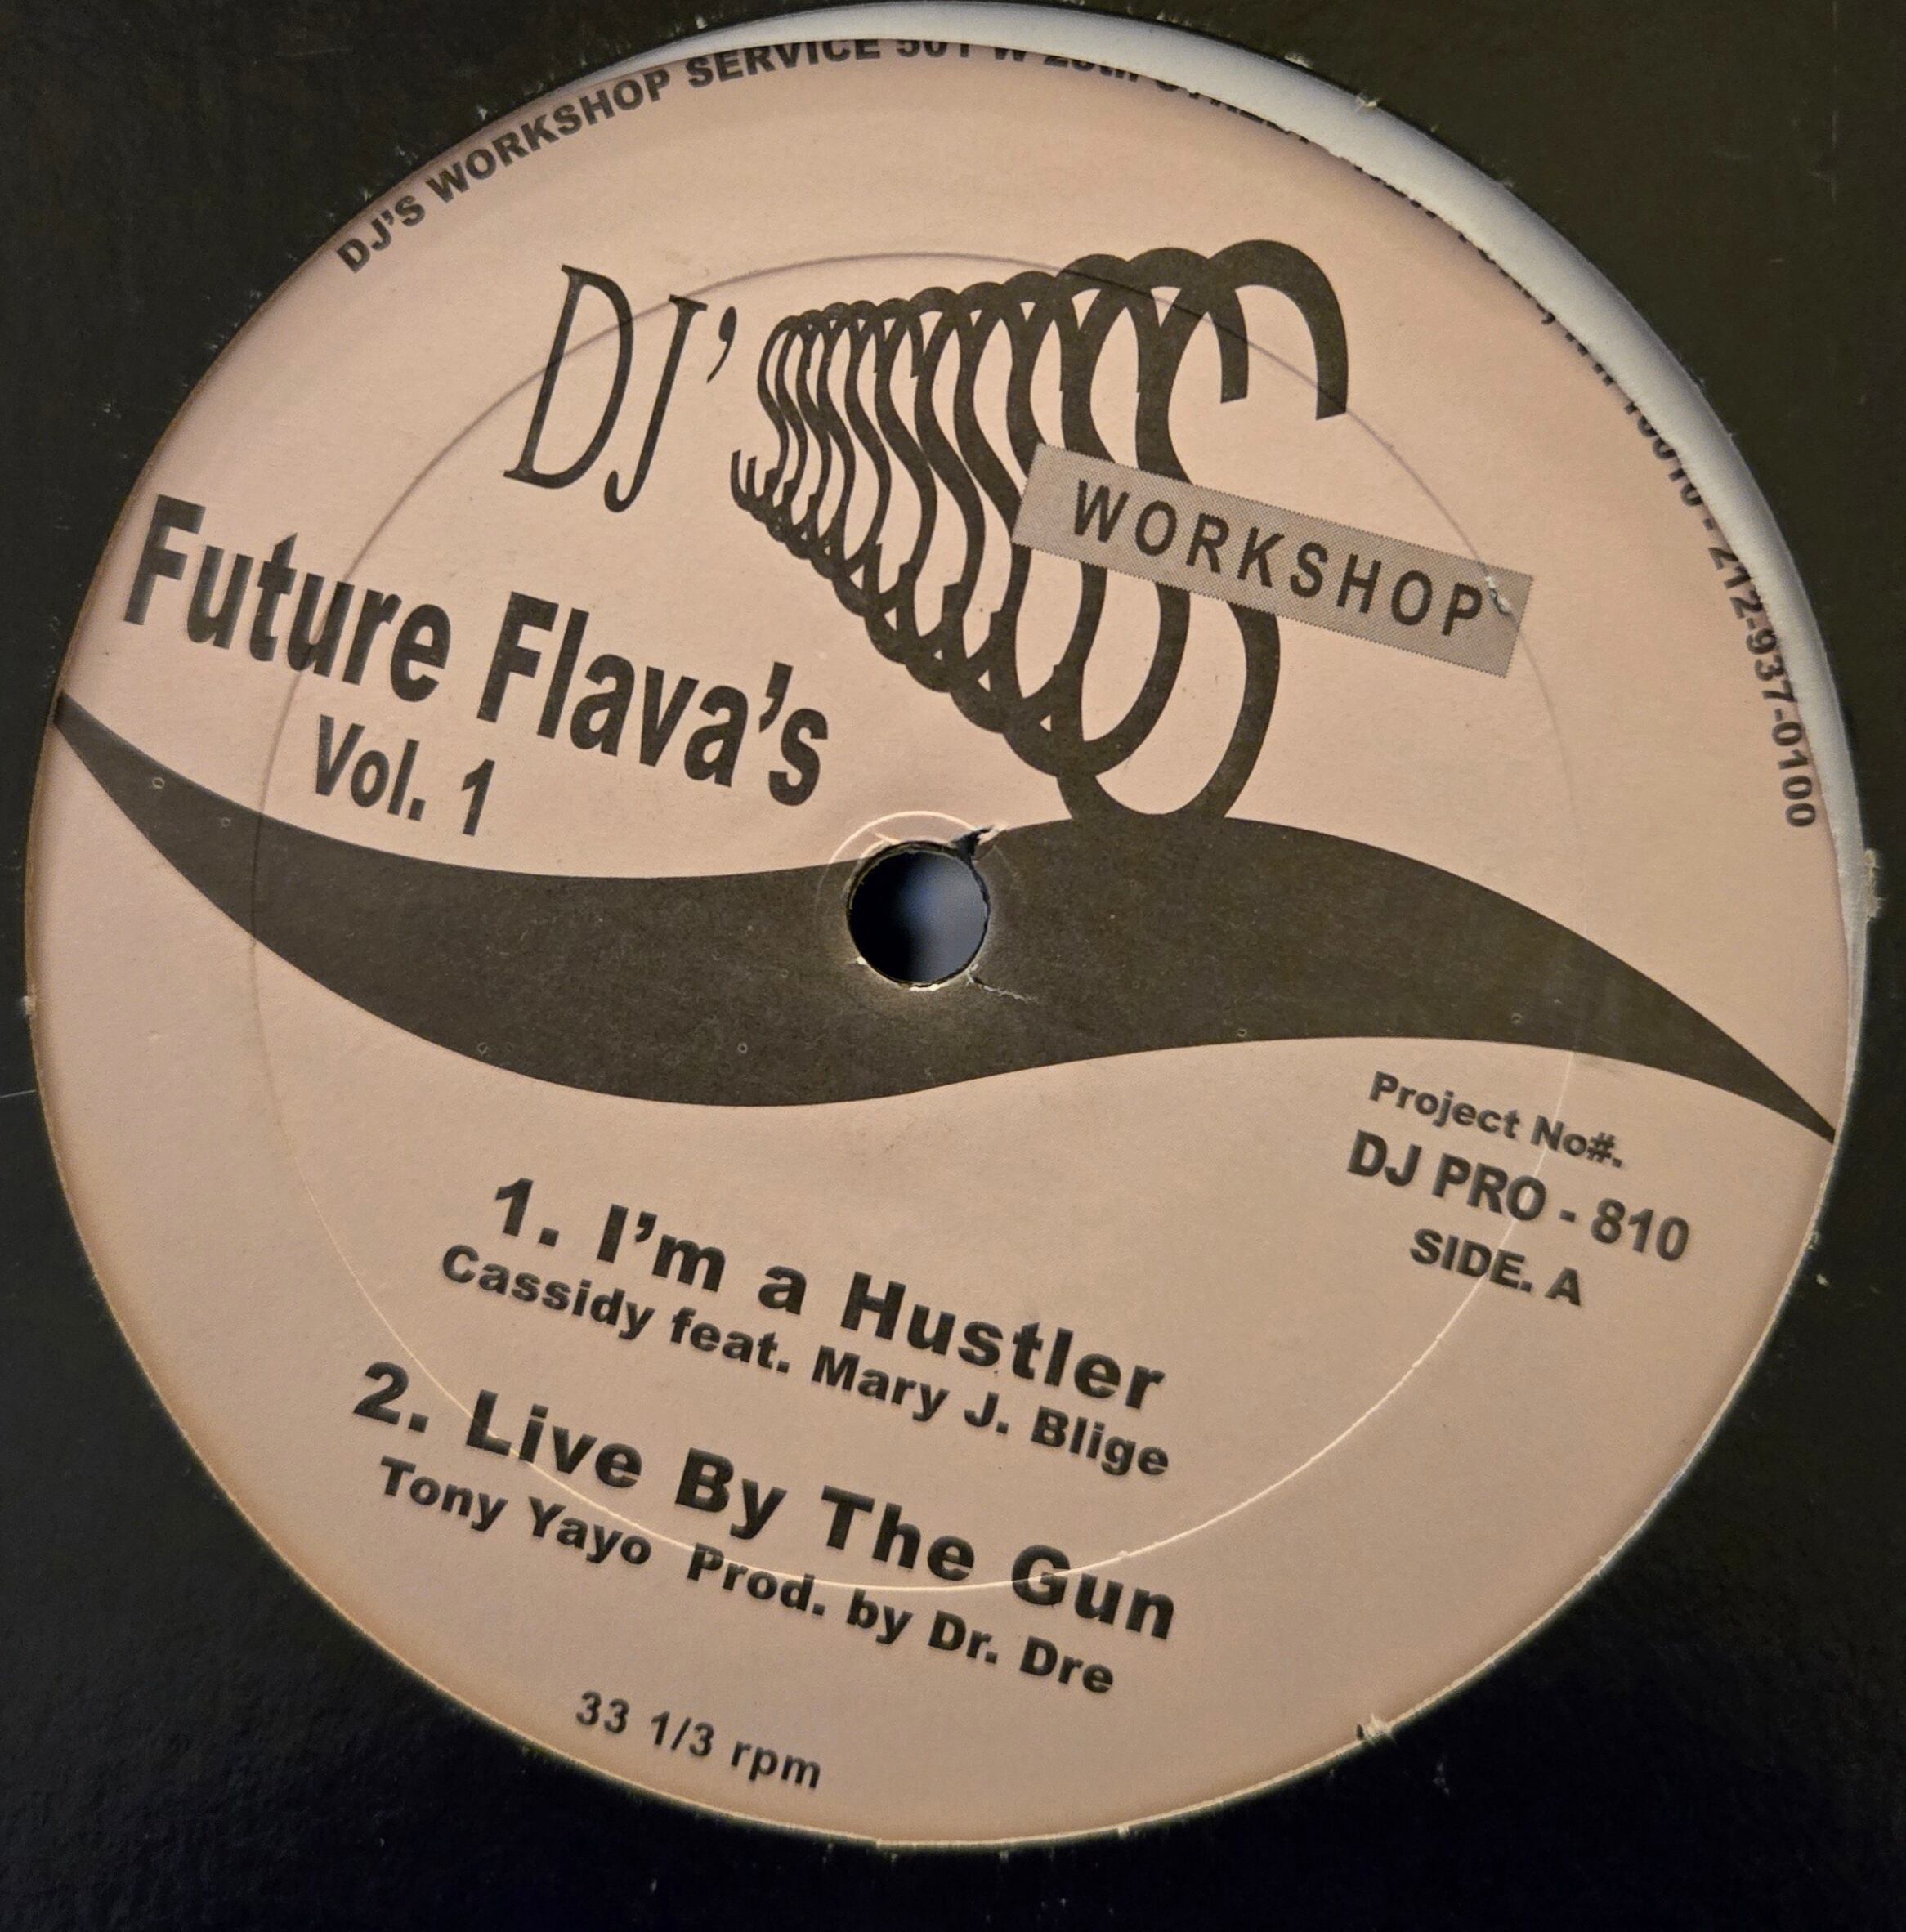 DJ'S WORKSHOP SERVICE 501 W
212-937-0100
DJ'S
WORKSHOP
Future Flava's
Vol. 1
Project No#.
DJ PRO - 810
SIDE. A
1. I'm a Hustler
Cassidy feat. Mary J. Blige
2. Live By The Gun
Tony Yayo Prod. by Dr. Dre
33 1/3 rpm